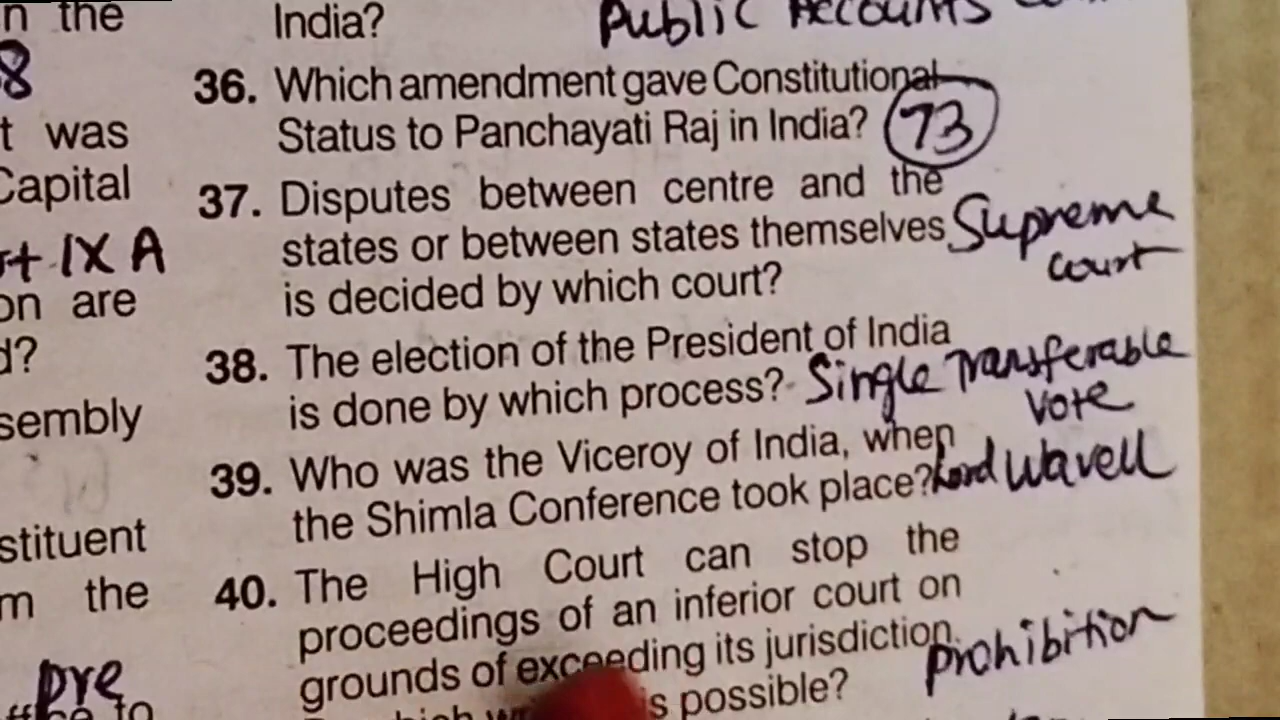 n the
8
t was
Capital
IX A
on are
d?
sembly
stituent
m the
pre
India? Public Accounts
36. Which amendment gave Constitutional
Status to Panchayati Raj in India? 73
37. Disputes between centre and the
states or between states themselves Supreme
is decided by which court? court
38. The election of the President of India
is done by which process? Single Transferable
vote
39. Who was the Viceroy of India, when
the Shimla Conference took place? Lord Wavell
40. The High Court can stop the
proceedings of an inferior court on
grounds of exceeding its jurisdiction.
prohibition
is possible?